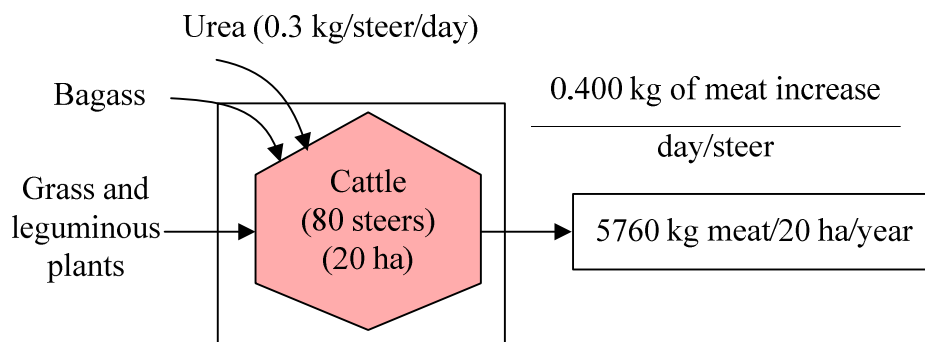 Urea (0.3 kg/steer/day)
Bagass
0.400 kg of meat increase
day/steer
Grass and
leguminous
plants
Cattle
(80 steers)
(20 ha)
5760 kg meat/20 ha/year